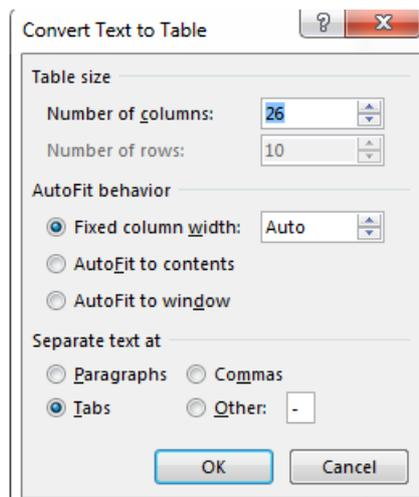 Convert Text to Table ? X
Table size
Number of columns: 26
Number of rows: 10
AutoFit behavior
Fixed column width: Auto
AutoFit to contents
AutoFit to window
Separate text at
Paragraphs Commas
Tabs Other: -
OK Cancel